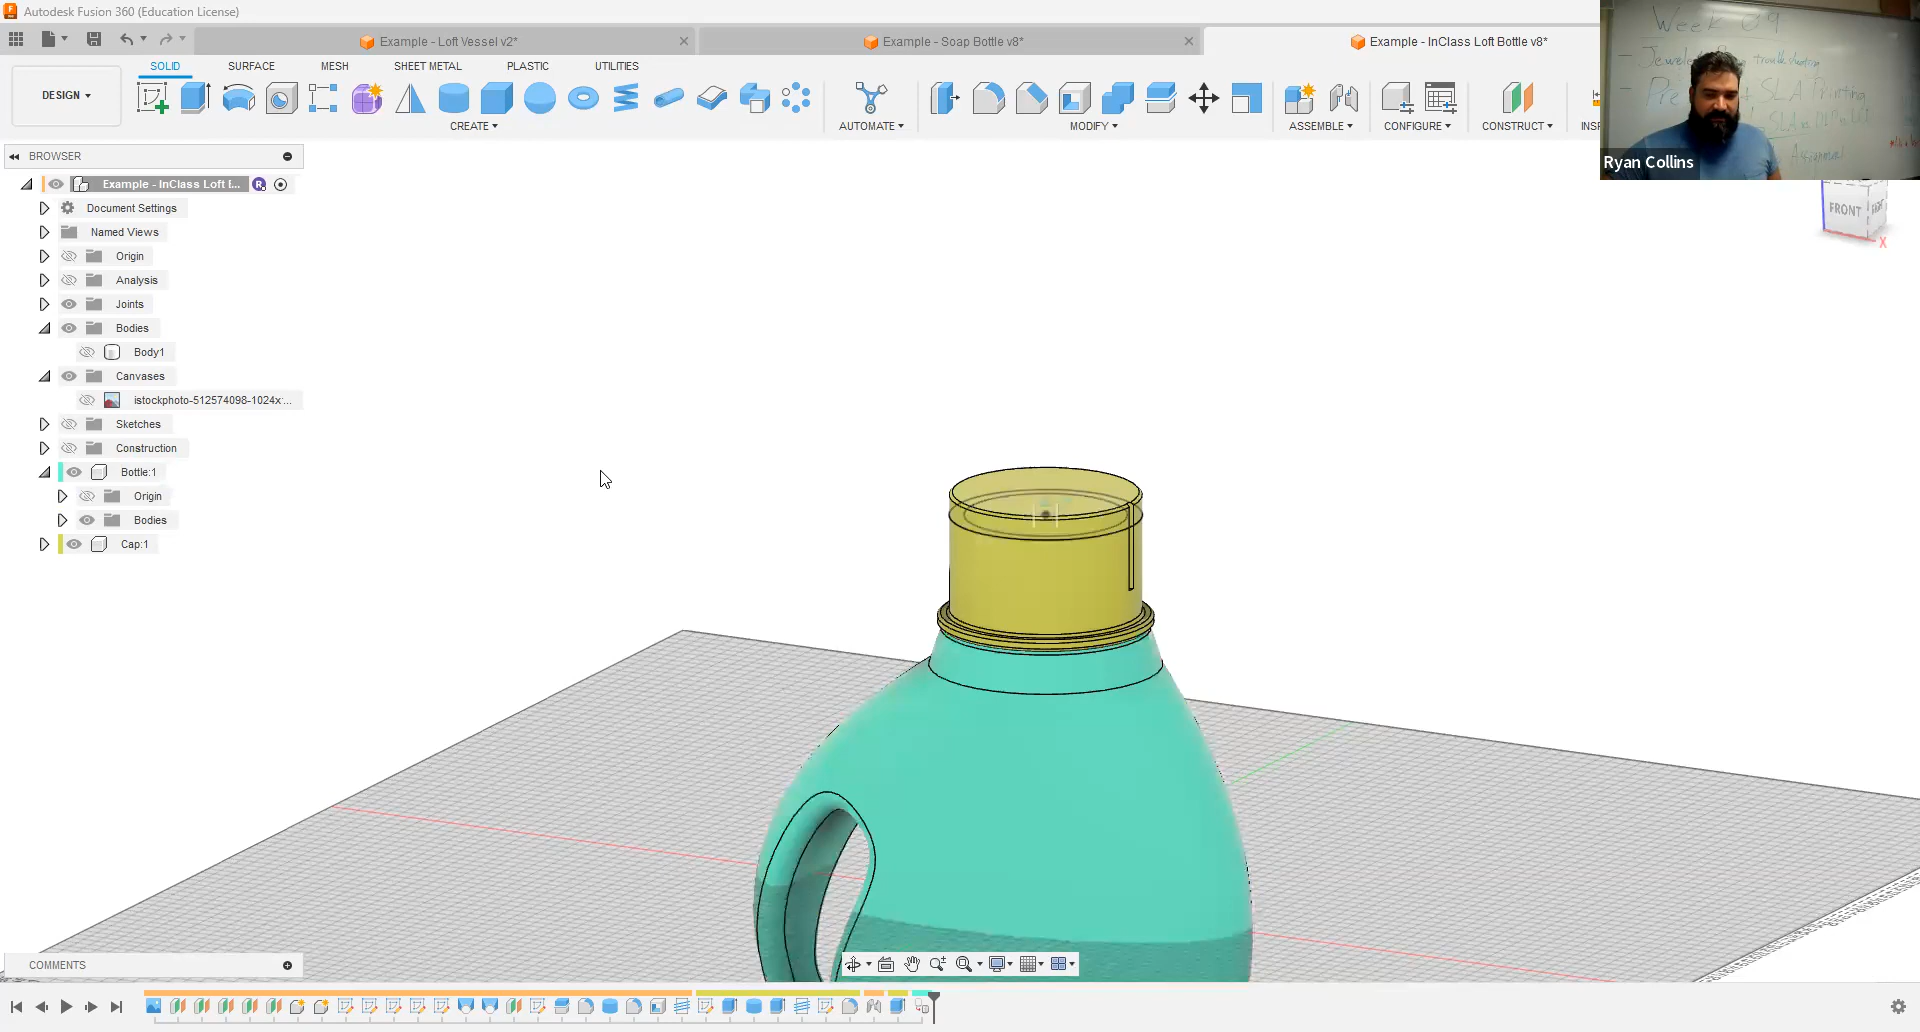 Autodesk Fusion 360 (Education License)
Example - Loft Vessel v2*
Example - Soap Bottle v8*
Example - InClass Loft Bottle v8*
SOLID
SURFACE
MESH
SHEET METAL
PLASTIC
UTILITIES
DESIGN
CREATE
AUTOMATE
MODIFY
ASSEMBLE
CONFIGURE
CONSTRUCT
Week 09
SLA Printing
Ryan Collins
FRONT
X
BROWSER
Example - InClass Loft B...
Document Settings
Named Views
Origin
Analysis
Joints
Bodies
Body1
Canvases
istockphoto-512574098-1024x...
Sketches
Construction
Bottle:1
Origin
Bodies
Cap:1
COMMENTS